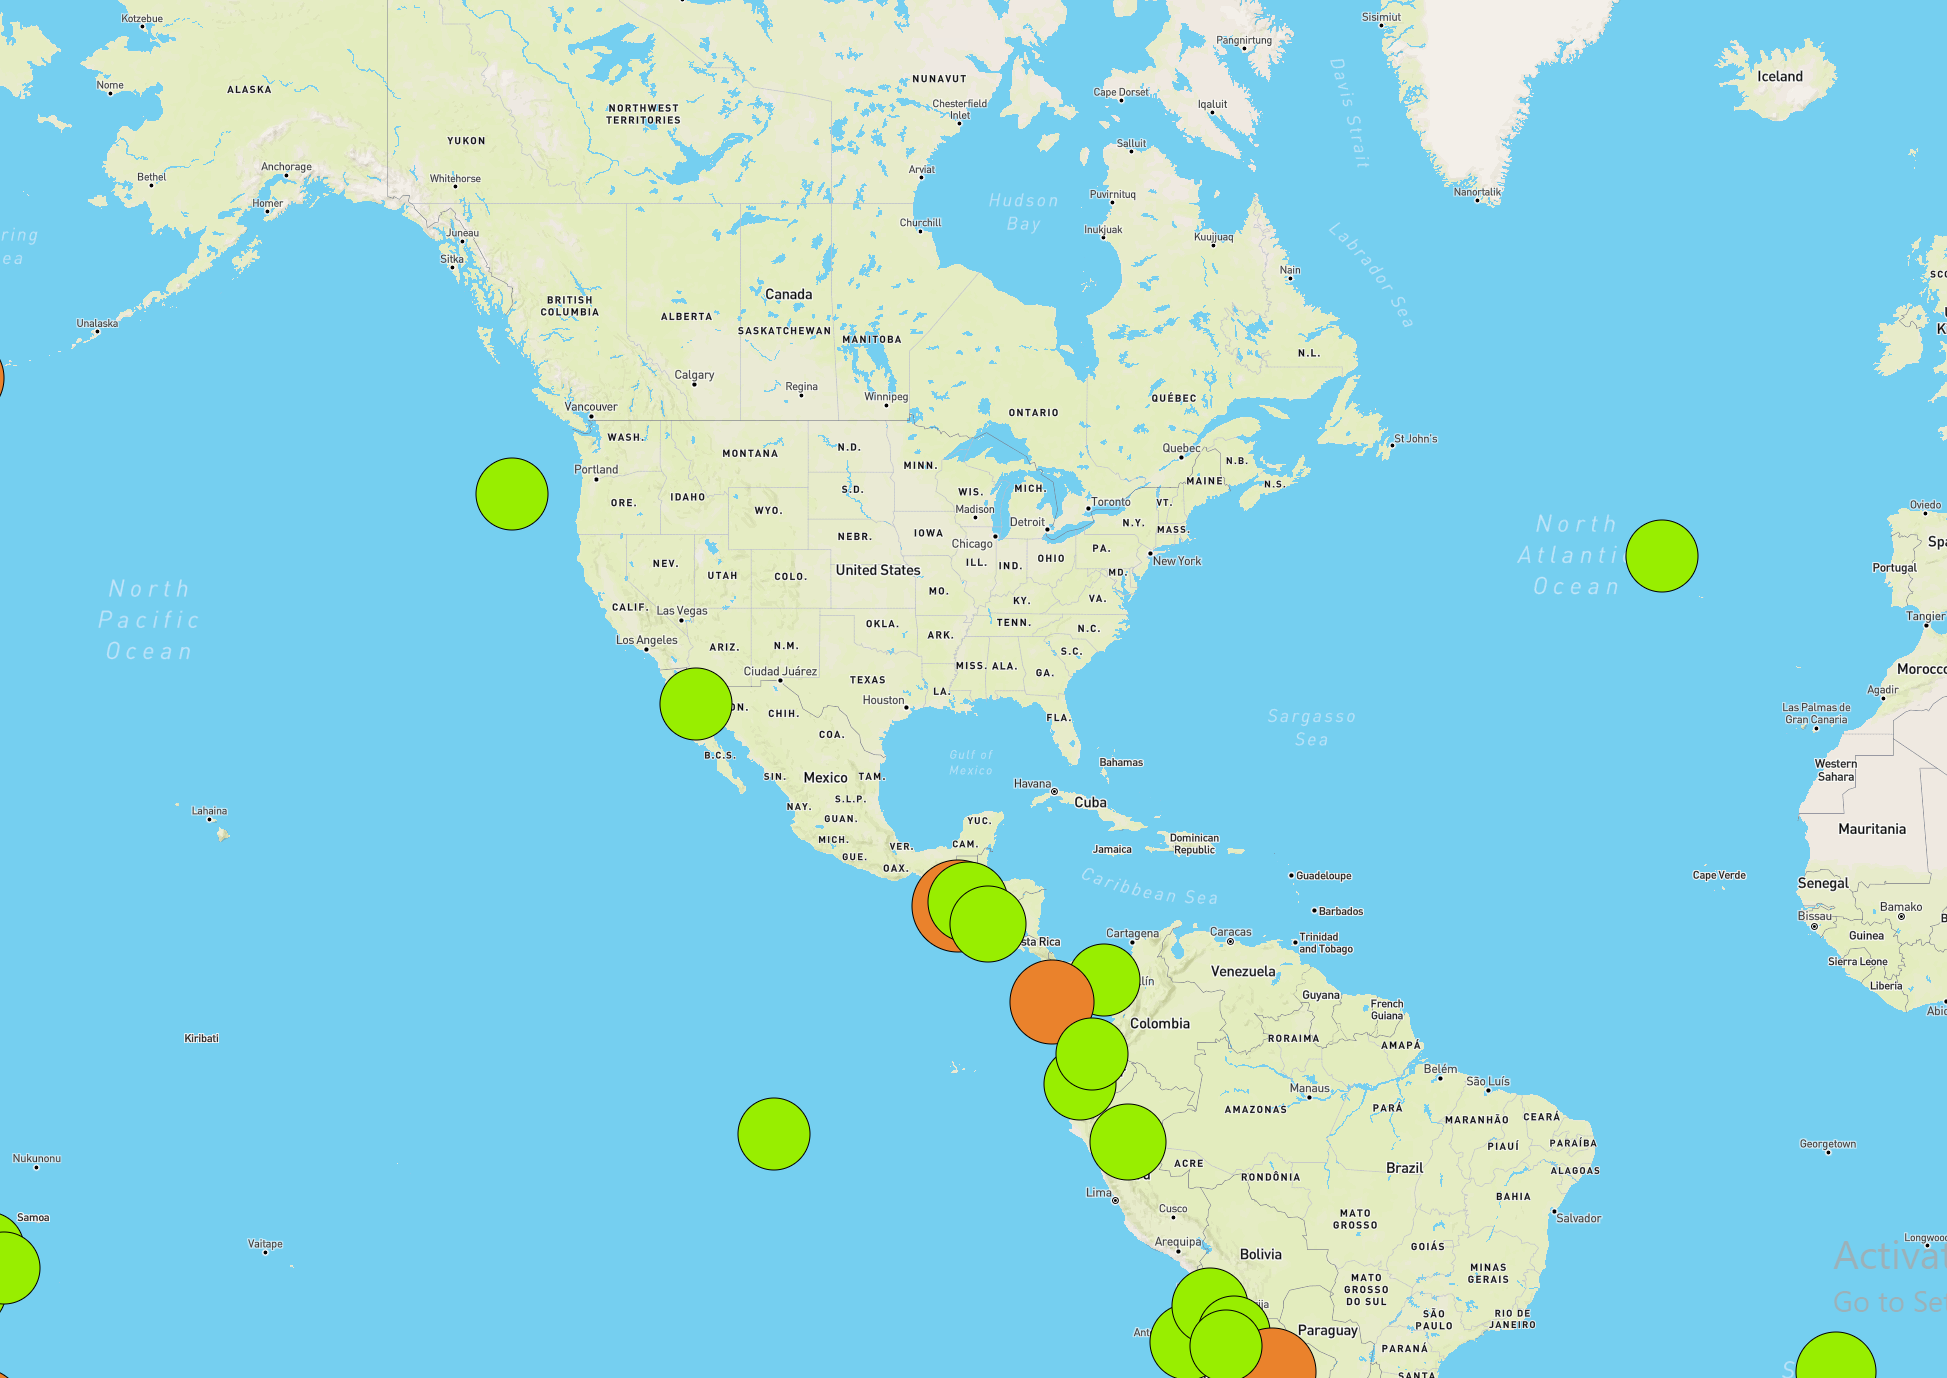 Kotzebue
Sisimiut
Pangnirtung
Iceland
NUNAVUT
Nome
ALASKA
Cape Dorset
Chesterfield
Inlet
Iqaluit
NORTHWEST
TERRITORIES
Davis Strait
YUKON
Salluit
Anchorage
Arviat
Bethel
Whitehorse
Puvirnituq
Nanortalik
Homer
Hudson
Bay
Churchill
Inukjuak
Juneau
Kuujjuaq
ring
ea
Labrador Sea
Sitka
Nain
SCO
Canada
BRITISH
COLUMBIA
ALBERTA
Unalaska
SASKATCHEWAN
MANITOBA
K
N.L.
Calgary
Regina
Winnipeg
QUÉBEC
Vancouver
ONTARIO
WASH.
St John's
N.D.
Quebec
MONTANA
N.B.
MINN.
Portland
MAINE
N.S.
IDAHO
S.D.
WIS.
MICH.
ORE.
WYO.
Madison
Toronto
VT.
Oviedo
Detroit
N.Y.
MASS.
North
Atlantic
Ocean
NEBR.
IOWA
Chicago
Spa
PA.
New York
NEV.
ILL.
IND.
OHIO
UTAH
COLO.
United States
MD.
Portugal
North
Pacific
Ocean
MO.
KY.
VA.
CALIF.
Las Vegas
OKLA.
TENN.
N.C.
Tangier
Los Angeles
ARIZ.
N.M.
ARK.
S.C.
MISS.
ALA.
GA.
Ciudad Juárez
TEXAS
Morocco
LA.
Houston
Agadir
ON.
CHIH.
FLA.
Sargasso
Sea
Las Palmas de
Gran Canaria
COA.
B.C.S.
Gulf of
Mexico
Bahamas
Western
Sahara
SIN.
Mexico
TAM.
Havana
Cuba
NAY.
S.L.P.
Lahaina
GUAN.
YUC.
Mauritania
MICH.
VER.
CAM.
Jamaica
Dominican
Republic
GUE.
OAX.
Caribbean Sea
Guadeloupe
Cape Verde
Senegal
Barbados
Bamako
Bissau
B
Cartagena
Caracas
Trinidad
and Tobago
Guinea
sta Rica
Sierra Leone
Venezuela
lín
Liberia
Guyana
French
Guiana
Abi
Colombia
Kiribati
RORAIMA
AMAPÁ
Belém
São Luís
Manaus
AMAZONAS
PARÁ
MARANHÃO
CEARÁ
PIAUÍ
PARAÍBA
Georgetown
Nukunonu
ACRE
Brazil
ALAGOAS
RONDÔNIA
Lima
BAHIA
Cusco
MATO
GROSSO
Samoa
Salvador
Vaitape
Arequipa
GOIÁS
Longwoo
Bolivia
Activat
MINAS
GERAIS
MATO
GROSSO
DO SUL
Go to Se
ija
SÃO
PAULO
RIO DE
JANEIRO
Ant
Paraguay
PARANÁ
S
SANTA